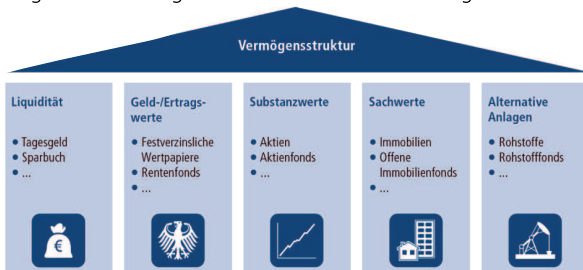 Vermögensstruktur
Liquidität
• Tagesgeld
• Sparbuch
• ...
Geld-/Ertrags-
werte
• Festverzinsliche
Wertpapiere
• Rentenfonds
• ...
Substanzwerte
• Aktien
• Aktienfonds
• ...
Sachwerte
• Immobilien
• Offene
Immobilienfonds
• ...
Alternative
Anlagen
• Rohstoffe
• Rohstofffonds
• ...
€